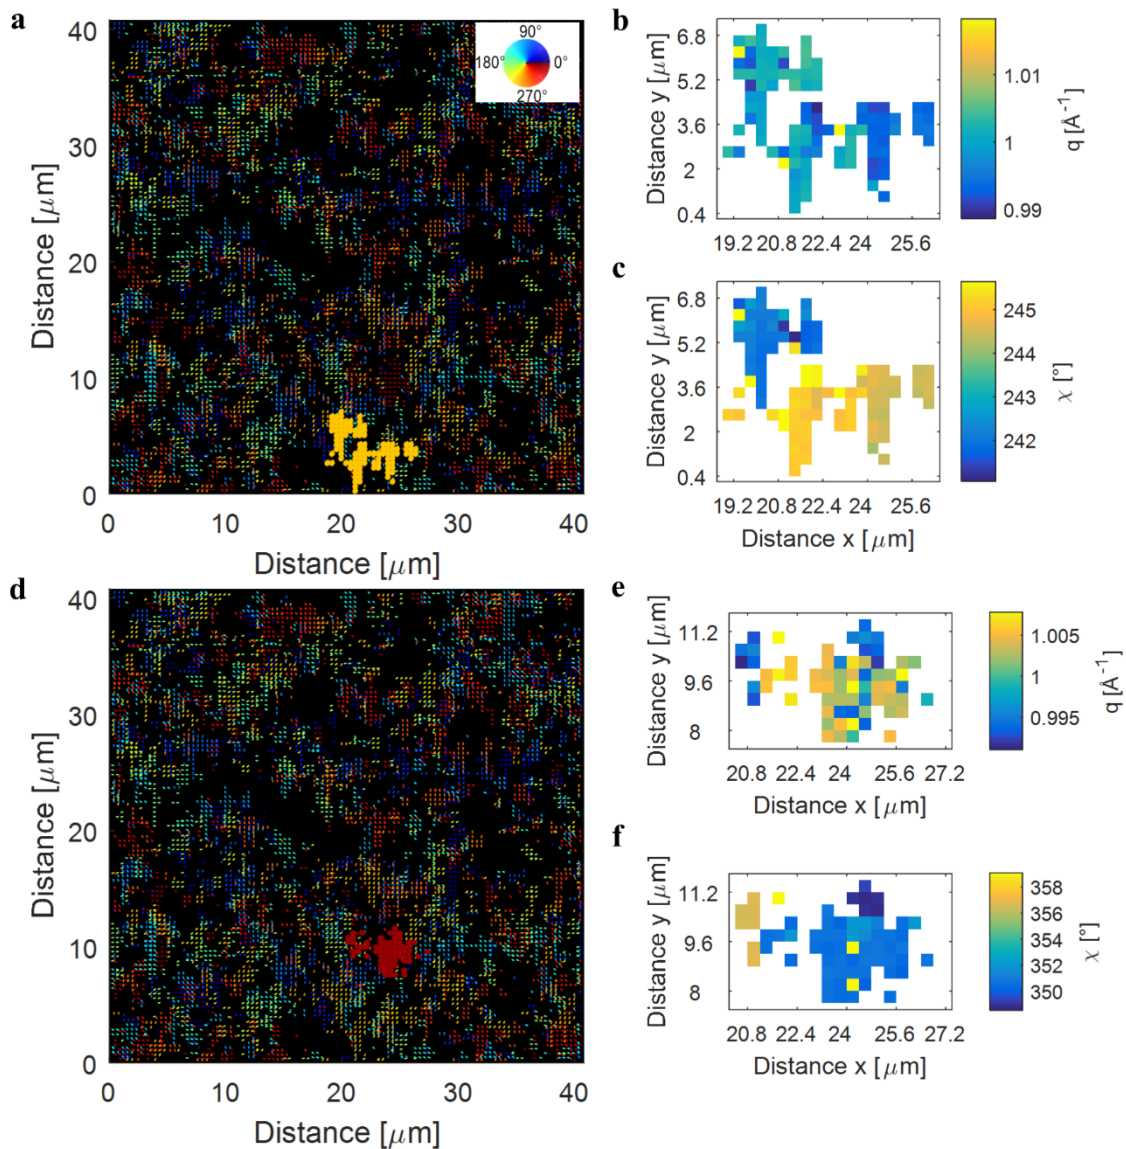 a
40
30
20
10
0
Distance [μm]
0 10 20 30 40
Distance [μm]
90°
180° 0°
270°
b
6.8
5.2
3.6
2
0.4
Distance y [μm]
19.2 20.8 22.4 24 25.6
1.01
1
0.99
q [Å-1]
c
6.8
5.2
3.6
2
0.4
Distance y [μm]
19.2 20.8 22.4 24 25.6
Distance x [μm]
245
244
243
242
χ [°]
d
40
30
20
10
0
Distance [μm]
0 10 20 30 40
Distance [μm]
e
11.2
9.6
8
Distance y [μm]
20.8 22.4 24 25.6 27.2
Distance x [μm]
1.005
1
0.995
q [Å-1]
f
11.2
9.6
8
Distance y [μm]
20.8 22.4 24 25.6 27.2
Distance x [μm]
358
356
354
352
350
χ [°]